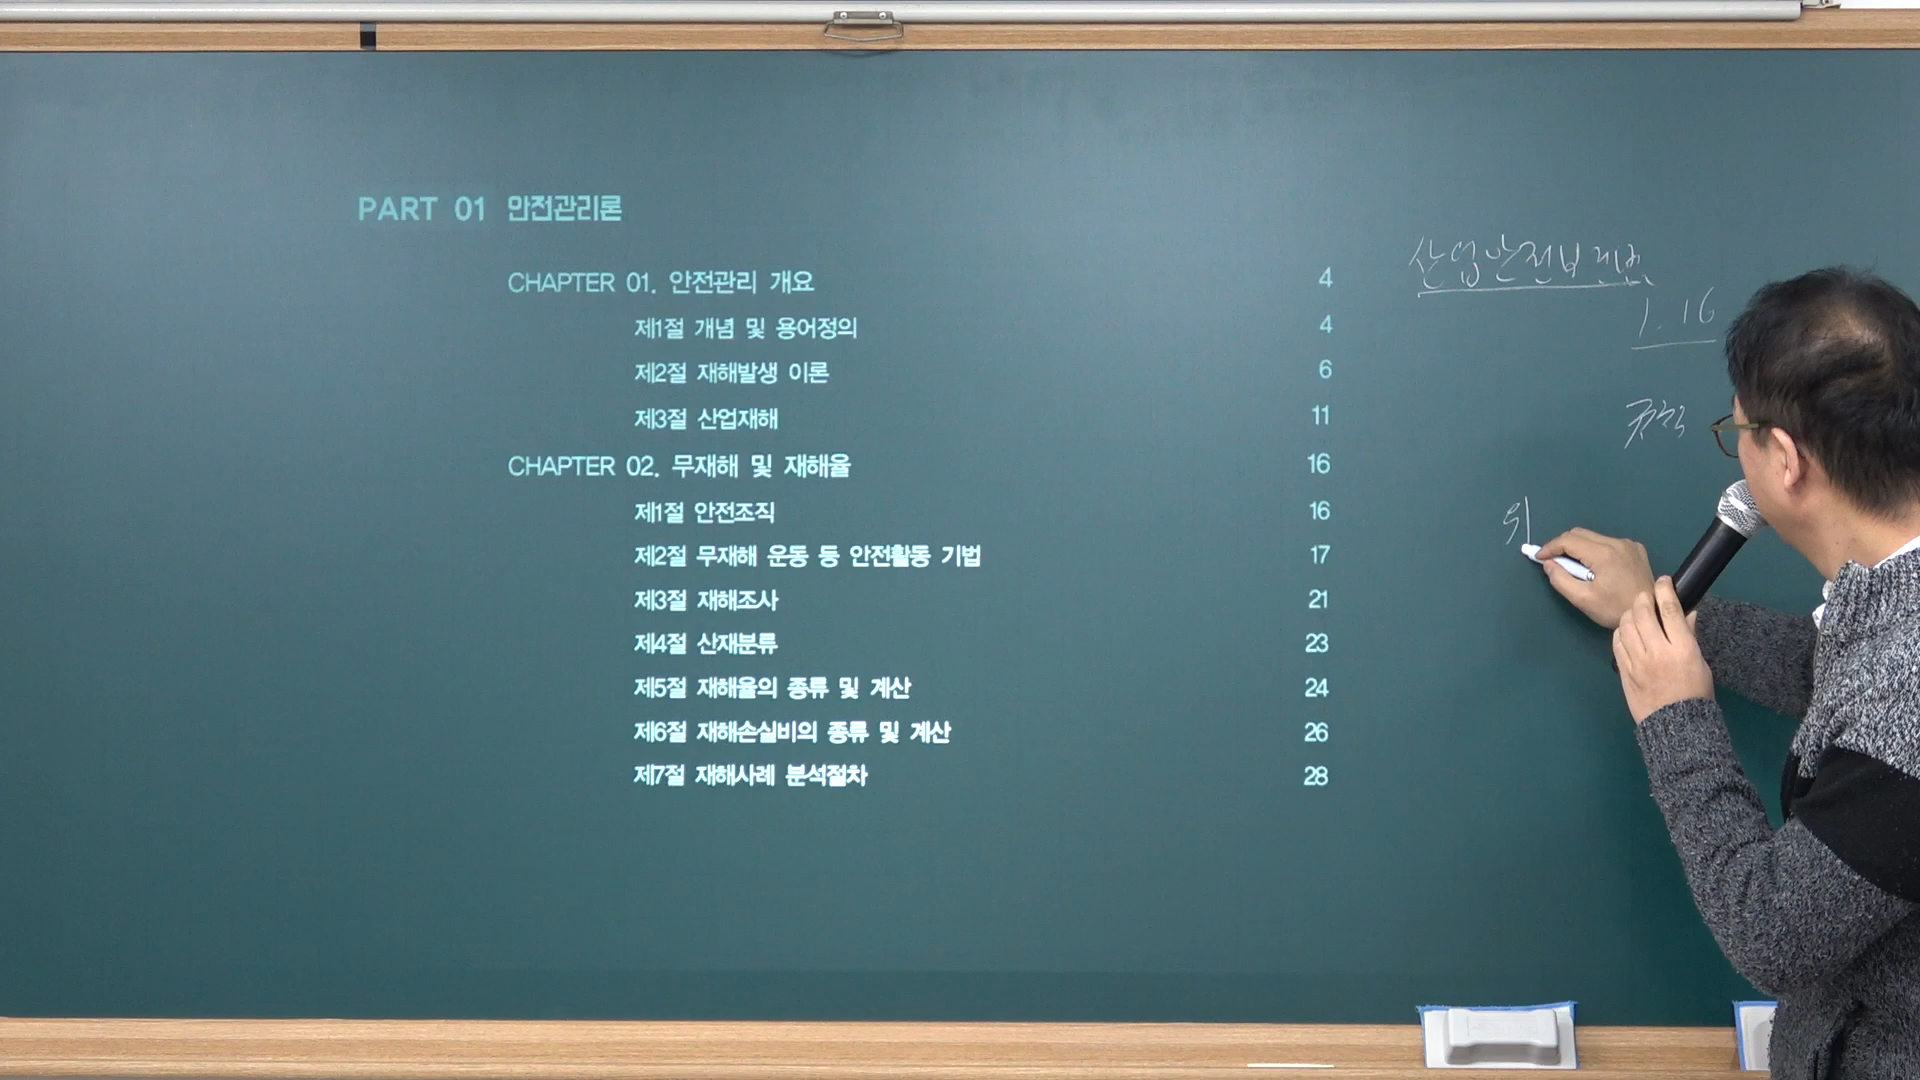 PART 01 안전관리론
CHAPTER 01. 안전관리 개요 4
제1절 개념 및 용어정의 4
제2절 재해발생 이론 6
제3절 산업재해 11
CHAPTER 02. 무재해 및 재해율 16
제1절 안전조직 16
제2절 무재해 운동 등 안전활동 기법 17
제3절 재해조사 21
제4절 산재분류 23
제5절 재해율의 종류 및 계산 24
제6절 재해손실비의 종류 및 계산 26
제7절 재해사례 분석절차 28
산업안전보건법
1.16
위